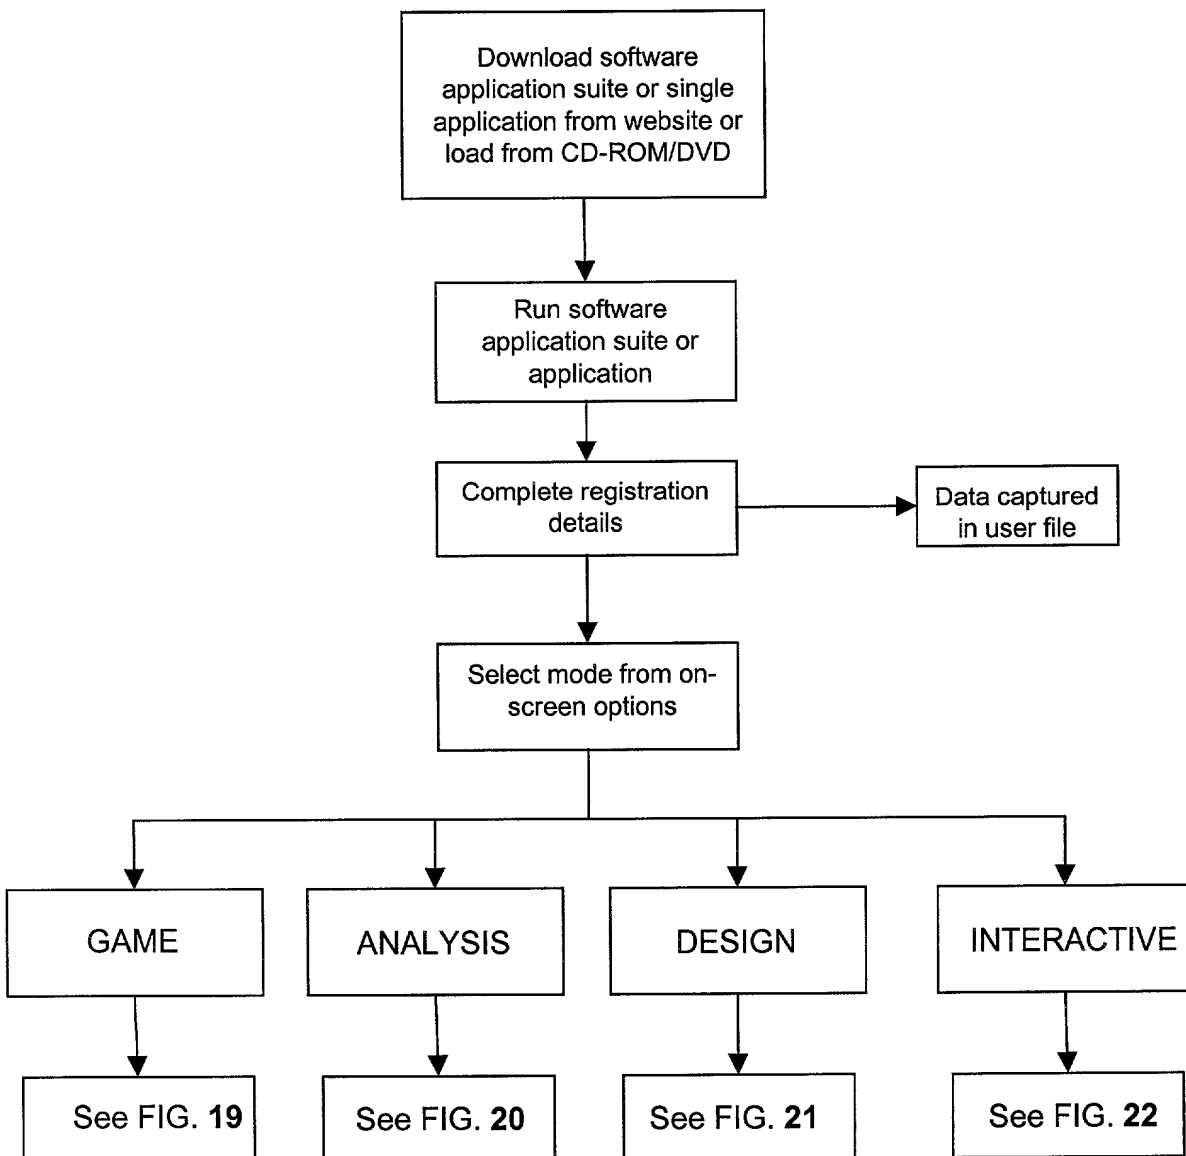 Download software
application suite or single
application from website or
load from CD-ROM/DVD
Run software
application suite or
application
Complete registration
details
Data captured
in user file
Select mode from on-
screen options
GAME
ANALYSIS
DESIGN
INTERACTIVE
See FIG. 19
See FIG. 20
See FIG. 21
See FIG. 22